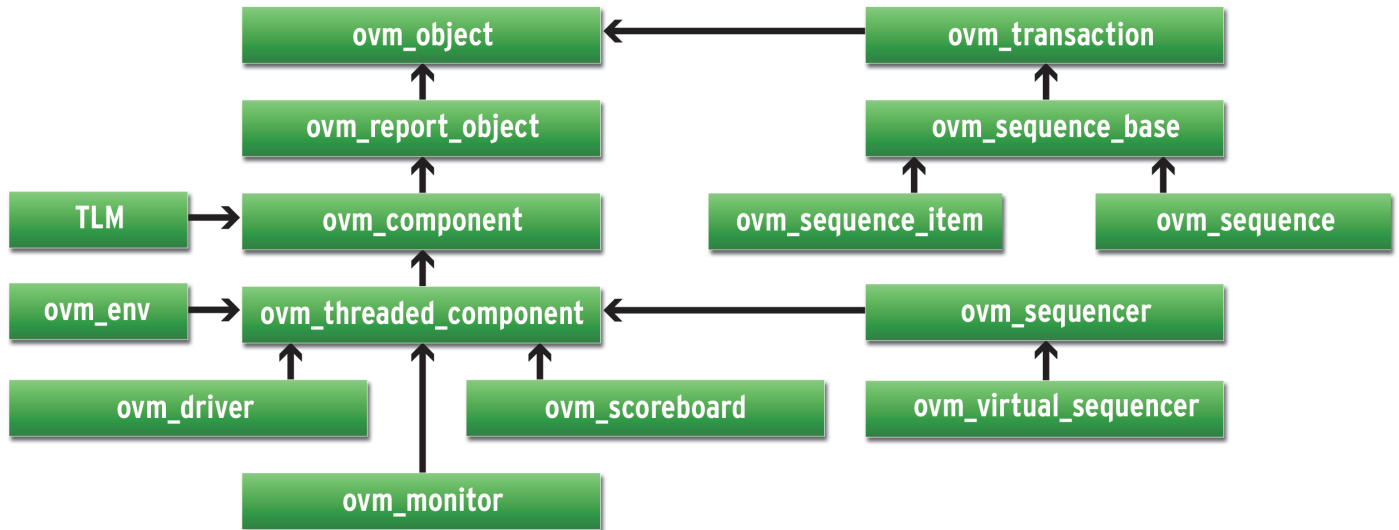 ovm_object
ovm_transaction
ovm_report_object
ovm_sequence_base
TLM
ovm_component
ovm_sequence_item
ovm_sequence
ovm_env
ovm_threaded_component
ovm_sequencer
ovm_driver
ovm_scoreboard
ovm_virtual_sequencer
ovm_monitor